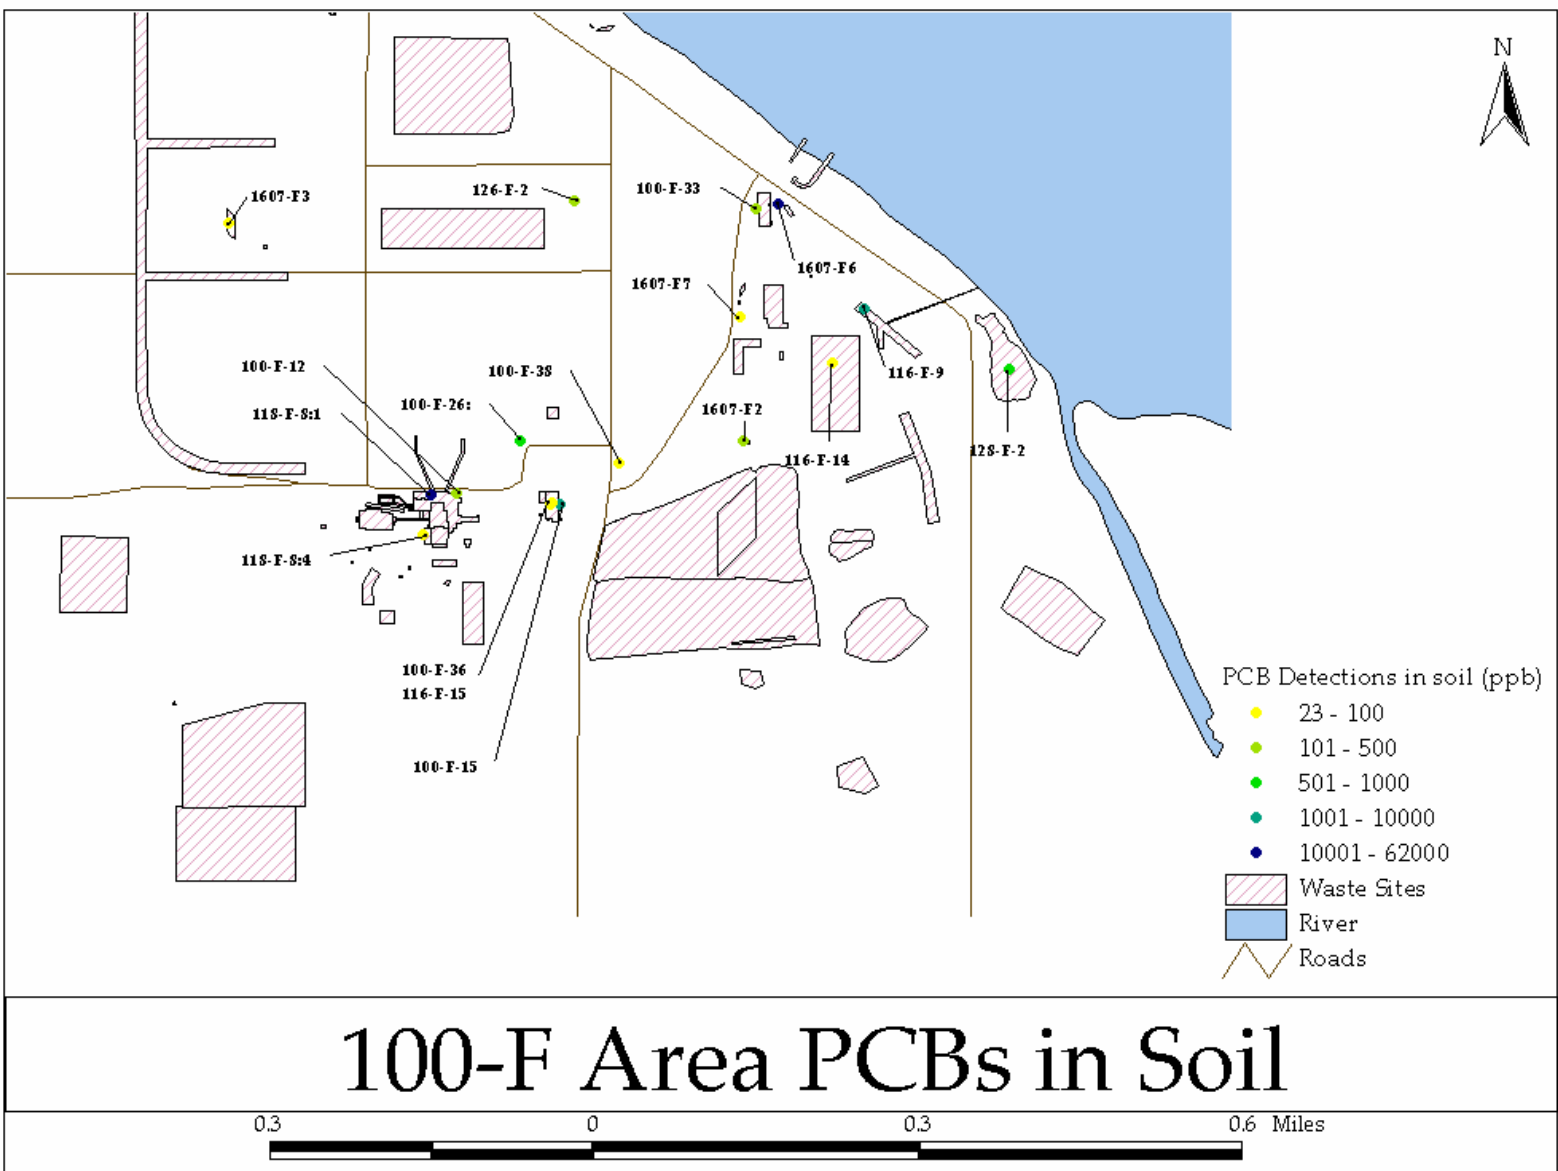 N
1607-F3
126-F-2
100-F-33
1607-F6
1607-F7
100-F-12
100-F-38
116-F-9
118-F-8:1
100-F-26:
1607-F2
128-F-2
116-F-14
118-F-8:4
100-F-36
116-F-15
100-F-15
PCB Detections in soil (ppb)
23 - 100
101 - 500
501 - 1000
1001 - 10000
10001 - 62000
Waste Sites
River
Roads
100-F Area PCBs in Soil
0.3 0 0.3 0.6 Miles